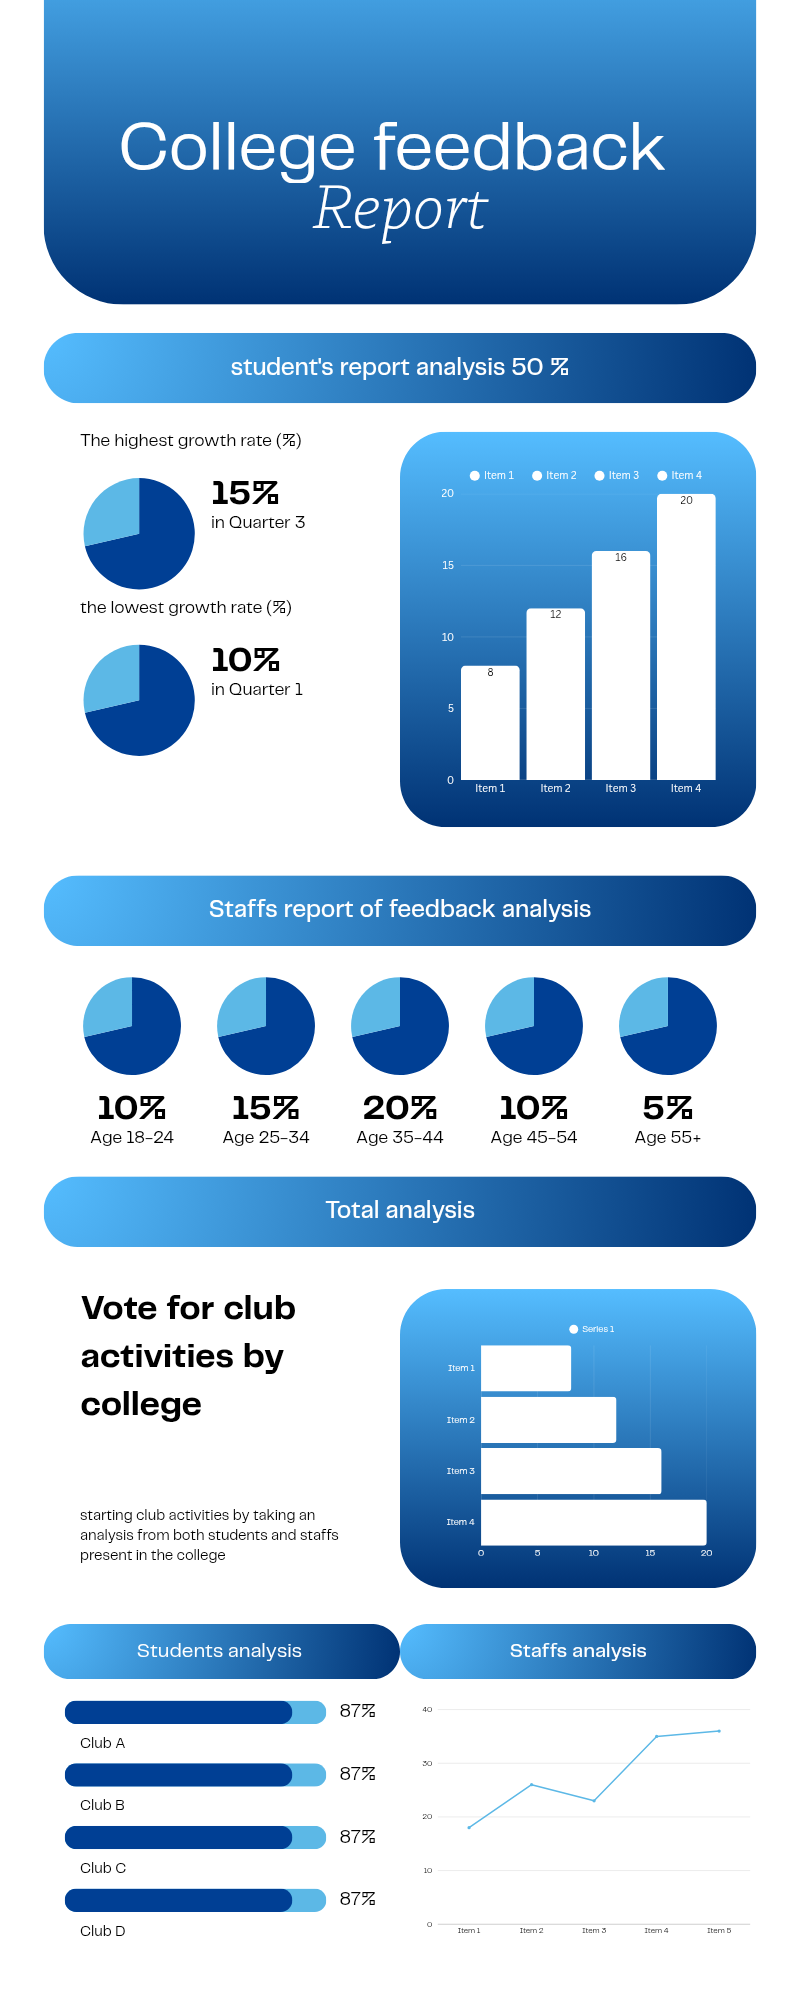 College feedback
Report
student's report analysis 50 %
The highest growth rate (%)
15%
in Quarter 3
the lowest growth rate (%)
10%
in Quarter 1
Item 1 Item 2 Item 3 Item 4
20
15
10
5
0
8
12
16
20
Item 1 Item 2 Item 3 Item 4
Staffs report of feedback analysis
10% 15% 20% 10% 5%
Age 18-24 Age 25-34 Age 35-44 Age 45-54 Age 55+
Total analysis
Vote for club
activities by
college
starting club activities by taking an
analysis from both students and staffs
present in the college
Series 1
Item 1
Item 2
Item 3
Item 4
0 5 10 15 20
Students analysis
87%
Club A
87%
Club B
87%
Club C
87%
Club D
Staffs analysis
40
30
20
10
0
Item 1 Item 2 Item 3 Item 4 Item 5